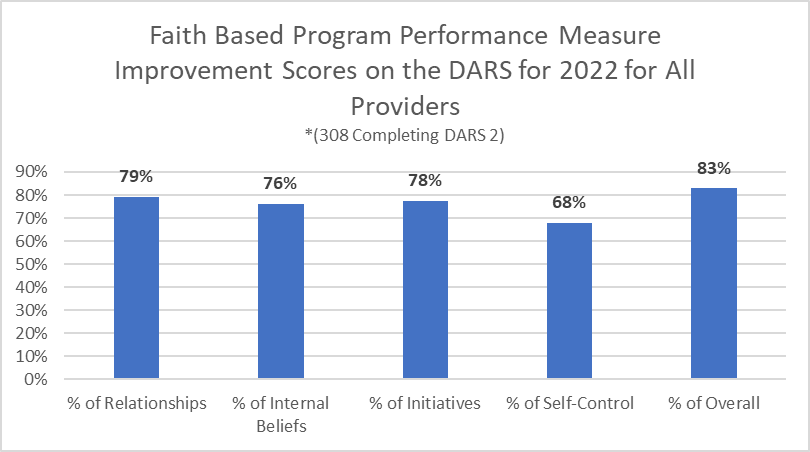 Faith Based Program Performance Measure
Improvement Scores on the DARS for 2022 for All
Providers
*(308 Completing DARS 2)
90%
80%
70%
60%
50%
40%
30%
20%
10%
0%
79%
76%
78%
68%
83%
% of Relationships
% of Internal
Beliefs
% of Initiatives
% of Self-Control
% of Overall